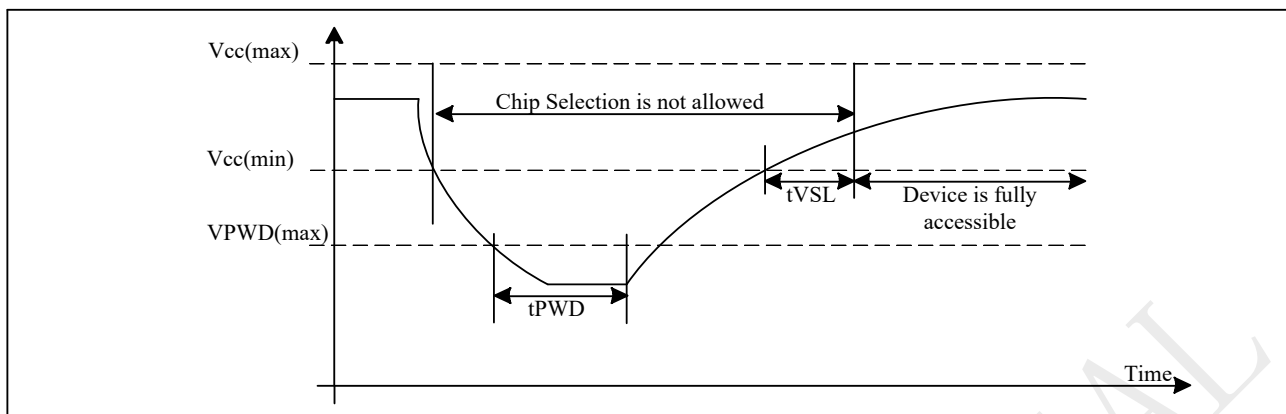 Vcc(max)
Chip Selection is not allowed
Vcc(min)
tVSL
Device is fully
accessible
VPWD(max)
tPWD
Time